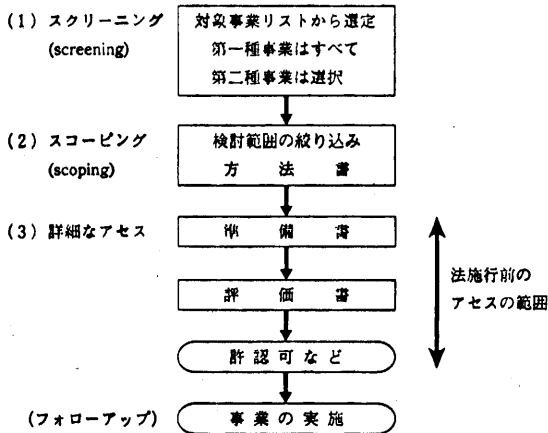 (1) スクリーニング
(screening)
対象事業リストから選定
第一種事業はすべて
第二種事業は選択
(2) スコーピング
(scoping)
検討範囲の絞り込み
方 法 書
(3) 詳細なアセス
準 備 書
評 価 書
許 認 可 な ど
法施行前の
アセスの範囲
(フォローアップ)
事 業 の 実 施